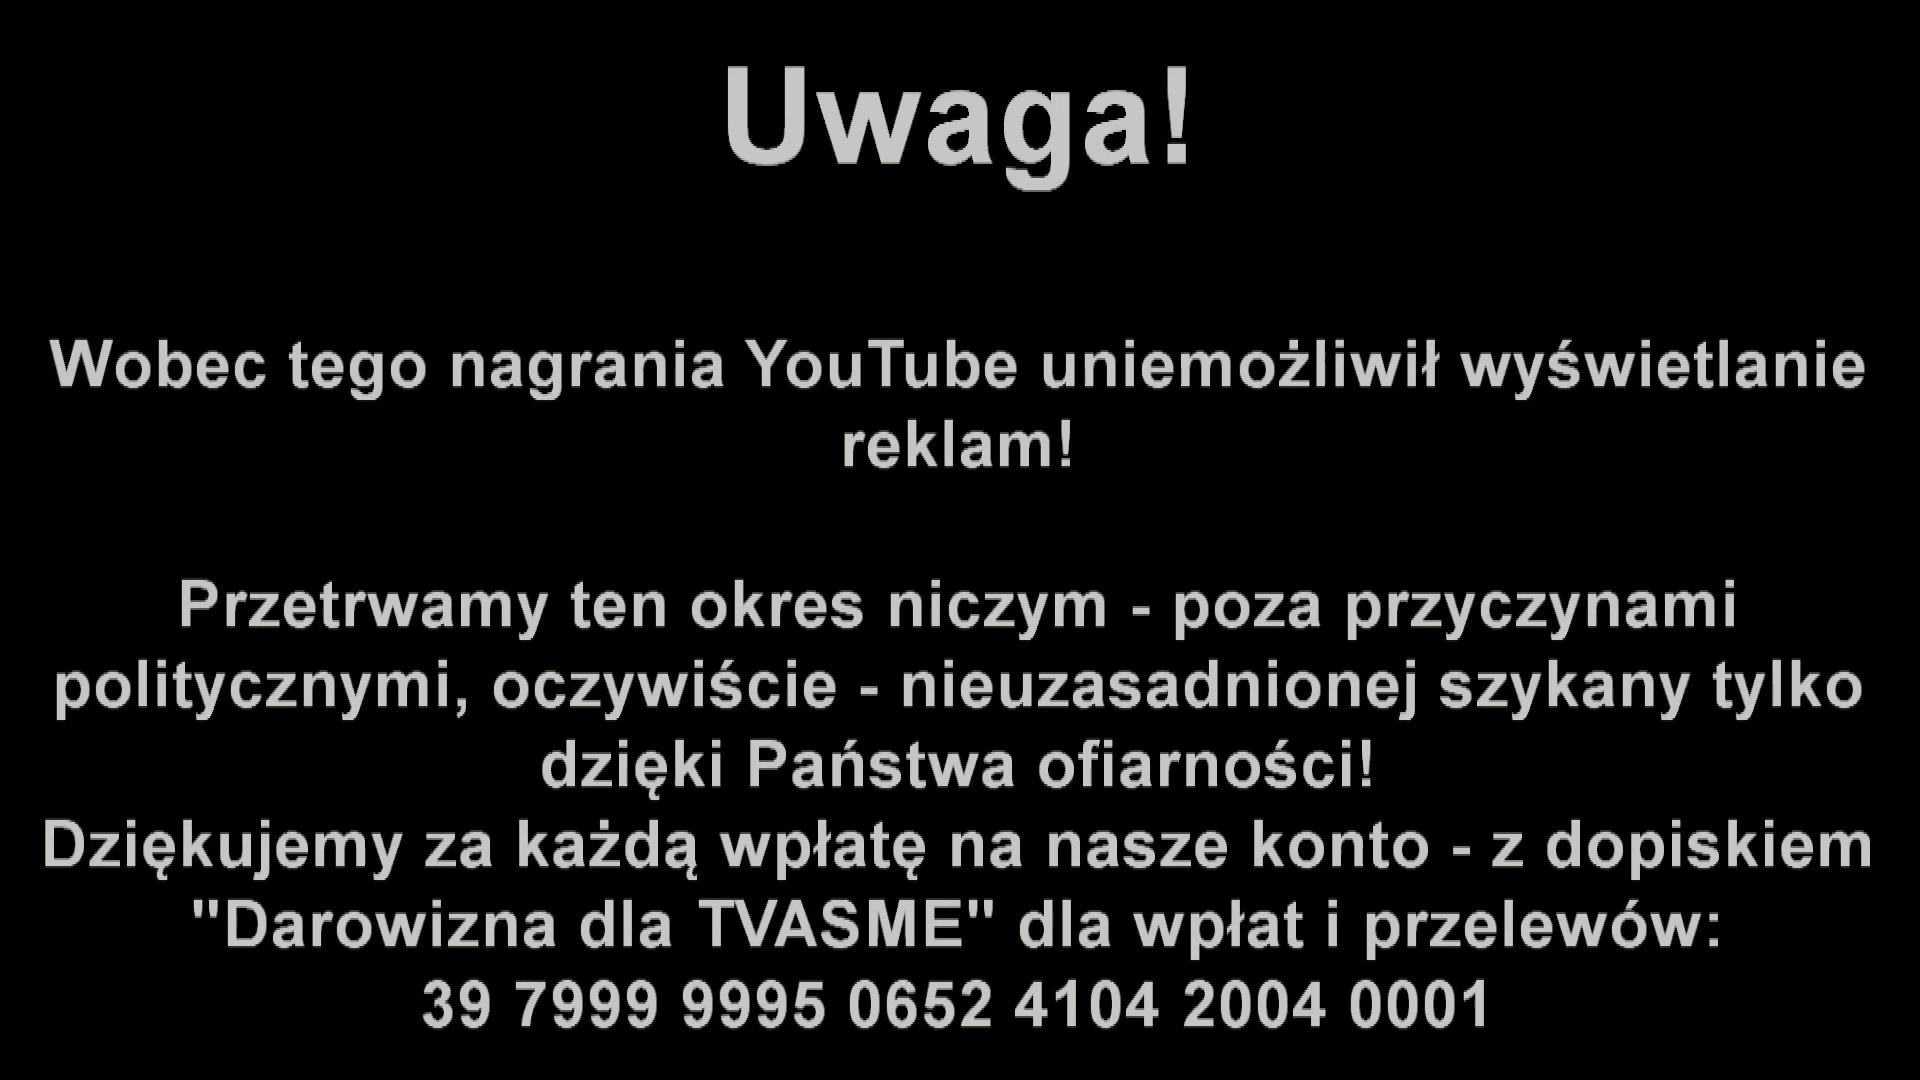 Uwaga!
Wobec tego nagrania YouTube uniemożliwił wyświetlanie
reklam!
Przetrwamy ten okres niczym - poza przyczynami
politycznymi, oczywiście - nieuzasadnionej szykany tylko
dzięki Państwa ofiarności!
Dziękujemy za każdą wpłatę na nasze konto - z dopiskiem
"Darowizna dla TVASME" dla wpłat i przelewów:
39 7999 9995 0652 4104 2004 0001